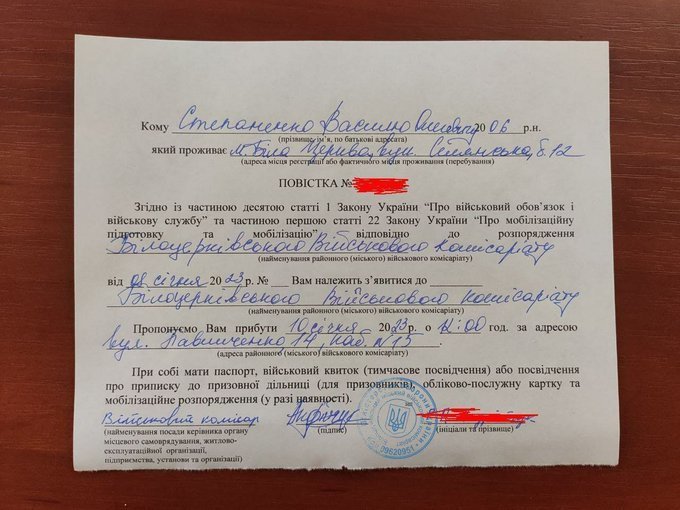 Кому Степаненко Василю Олеговичу 2006 р.н.
(прізвище, ім’я, по батькові адресата)
який проживає м. Біла Церква, вул. б. 92
(адреса місця реєстрації або фактичного місця проживання (перебування)
ПОВІСТКА №
Згідно із частиною десятою статті 1 Закону України “Про військовий обов’язок і
військову службу” та частиною першою статті 22 Закону України “Про мобілізаційну
підготовку та мобілізацію” відповідно до розпорядження
Білоцерківського Військового комісаріату
(найменування районного (міського) військового комісаріату)
від 08 січня 2023 р. № ___ Вам належить з’явитися до
Білоцерківського Військового комісаріату
(найменування районного (міського) військового комісаріату)
Пропонуємо Вам прибути 10 січня 2023 р. о 12:00 год. за адресою
вул. Павличенко 14, каб. N 15
(адреса районного (міського) військового комісаріату)
При собі мати паспорт, військовий квиток (тимчасове посвідчення) або посвідчення
про приписку до призовної дільниці (для призовників), обліково-послужну картку та
мобілізаційне розпорядження (у разі наявності).
Військовий комісар
(найменування посади керівника органу (підпис) (ініціали та прізвище)
місцевого самоврядування, житлово-
експлуатаційної організації,
підприємства, установи та організації)
09620951